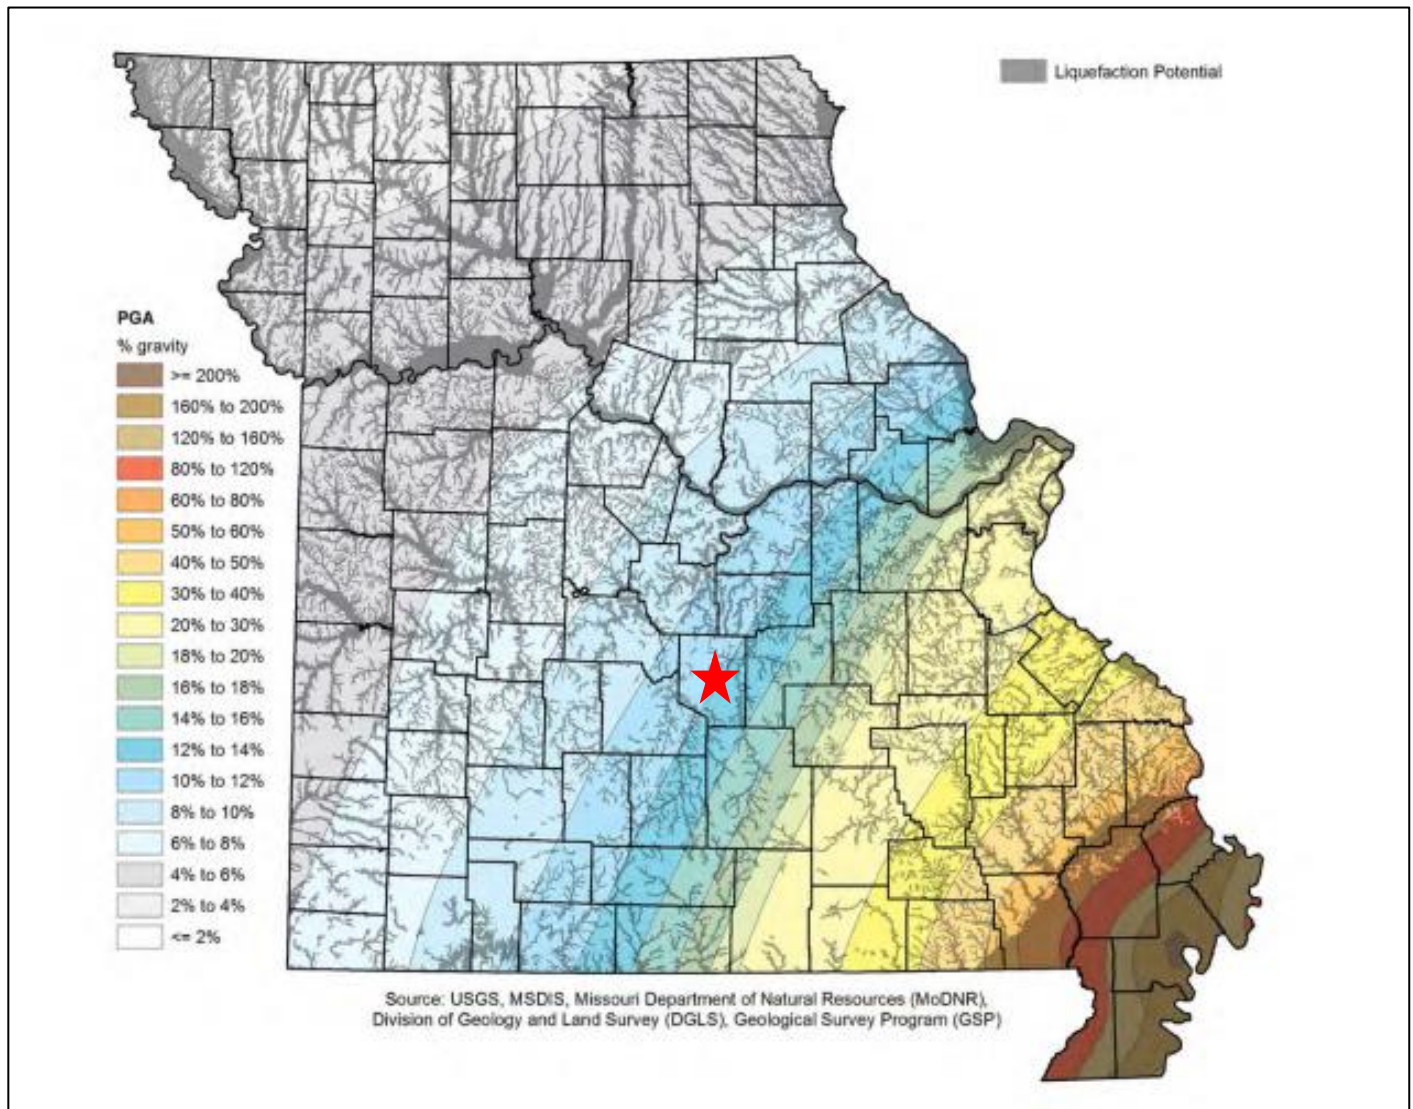 Liquefaction Potential
PGA
% gravity
>= 200%
160% to 200%
120% to 160%
80% to 120%
60% to 80%
50% to 60%
40% to 50%
30% to 40%
20% to 30%
18% to 20%
16% to 18%
14% to 16%
12% to 14%
10% to 12%
8% to 10%
6% to 8%
4% to 6%
2% to 4%
<= 2%
Source: USGS, MSDIS, Missouri Department of Natural Resources (MoDNR),
Division of Geology and Land Survey (DGLS), Geological Survey Program (GSP)